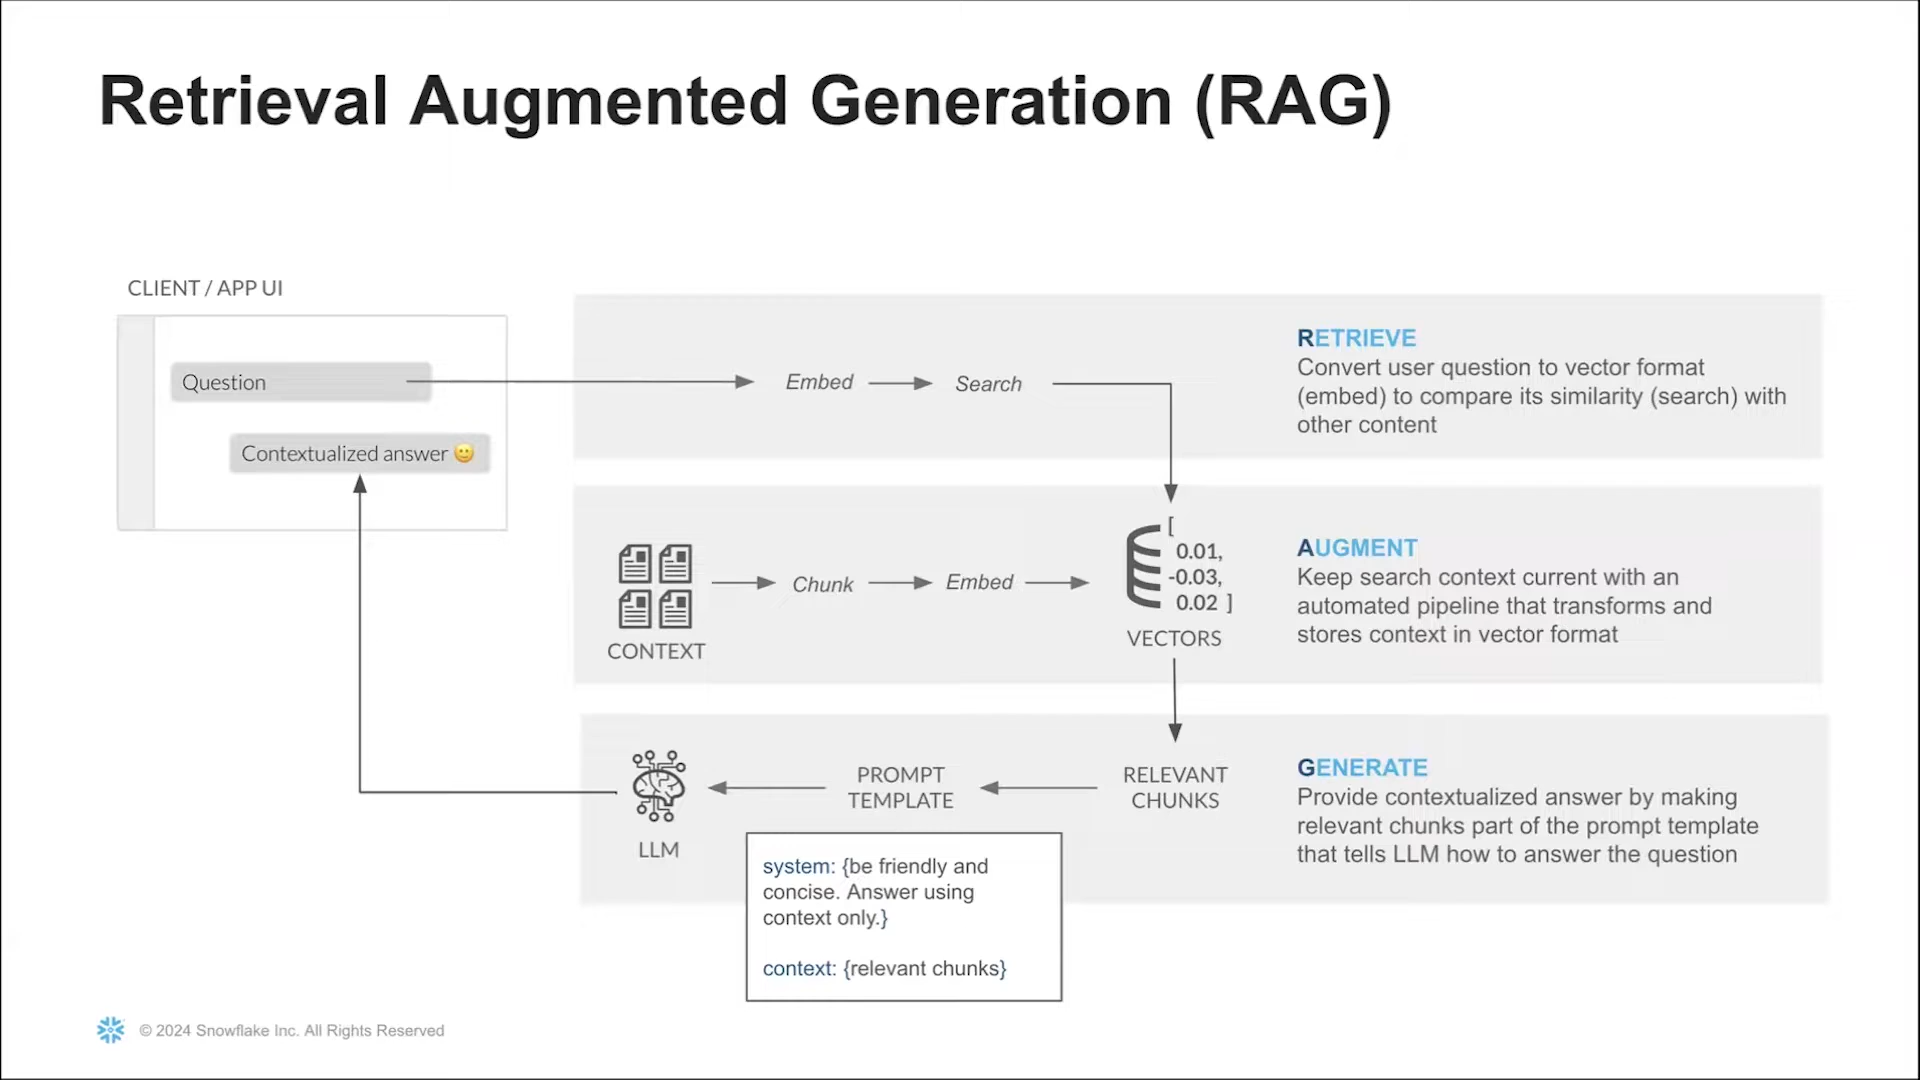 Retrieval Augmented Generation (RAG)
CLIENT / APP UI
Question
Contextualized answer 🙂
Embed
Search
RETRIEVE
Convert user question to vector format
(embed) to compare its similarity (search) with
other content
CONTEXT
Chunk
Embed
[
0.01,
-0.03,
0.02 ]
VECTORS
AUGMENT
Keep search context current with an
automated pipeline that transforms and
stores context in vector format
LLM
PROMPT
TEMPLATE
RELEVANT
CHUNKS
GENERATE
Provide contextualized answer by making
relevant chunks part of the prompt template
that tells LLM how to answer the question
system: {be friendly and
concise. Answer using
context only.}
context: {relevant chunks}
© 2024 Snowflake Inc. All Rights Reserved